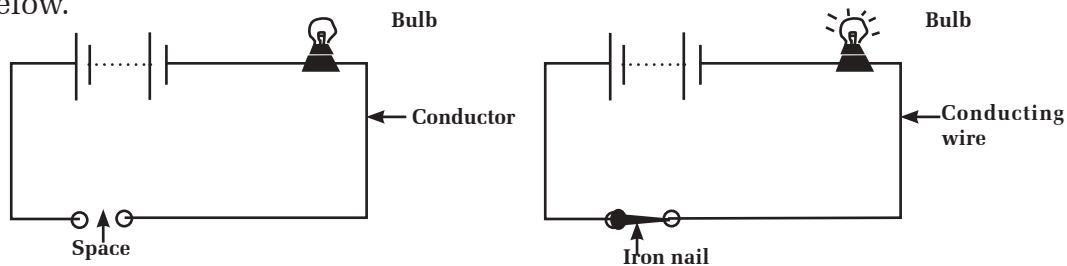 elow.
Bulb
Conductor
Space
Bulb
Conducting
wire
Iron nail